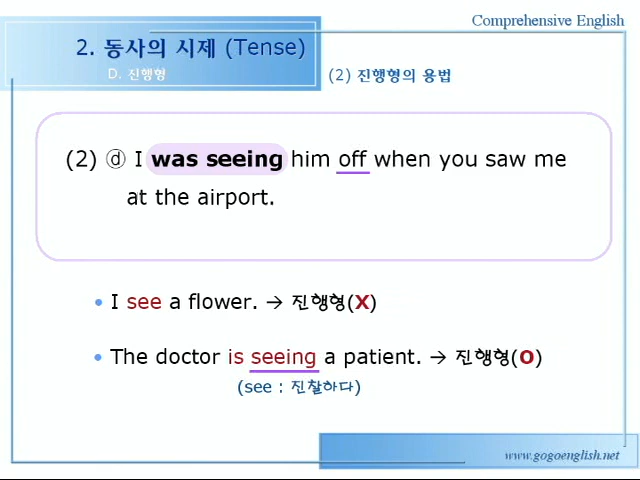 Comprehensive English
2. 동사의 시제 (Tense)
D. 진행형
(2) 진행형의 용법
(2) ⓓ I was seeing him off when you saw me
at the airport.
• I see a flower. → 진행형(X)
• The doctor is seeing a patient. → 진행형(O)
(see : 진찰하다)
www.gogoenglish.net